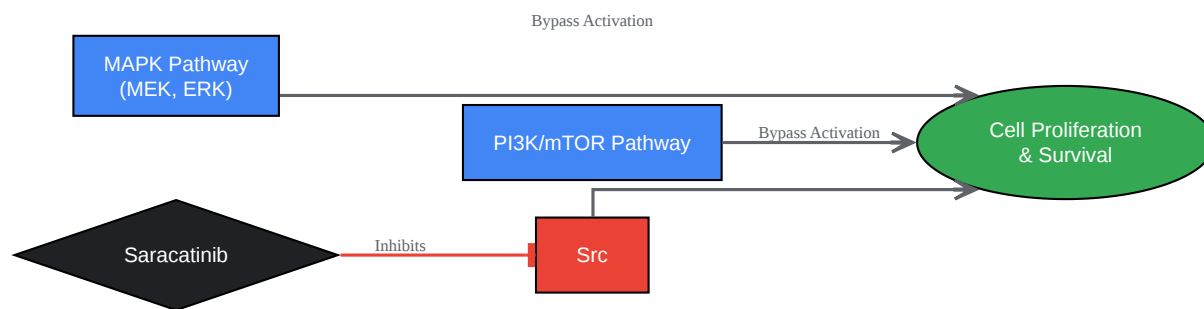 Bypass Activation
MAPK Pathway
(MEK, ERK)
PI3K/mTOR Pathway
Bypass Activation
Cell Proliferation
& Survival
Saracatinib
Inhibits
Src